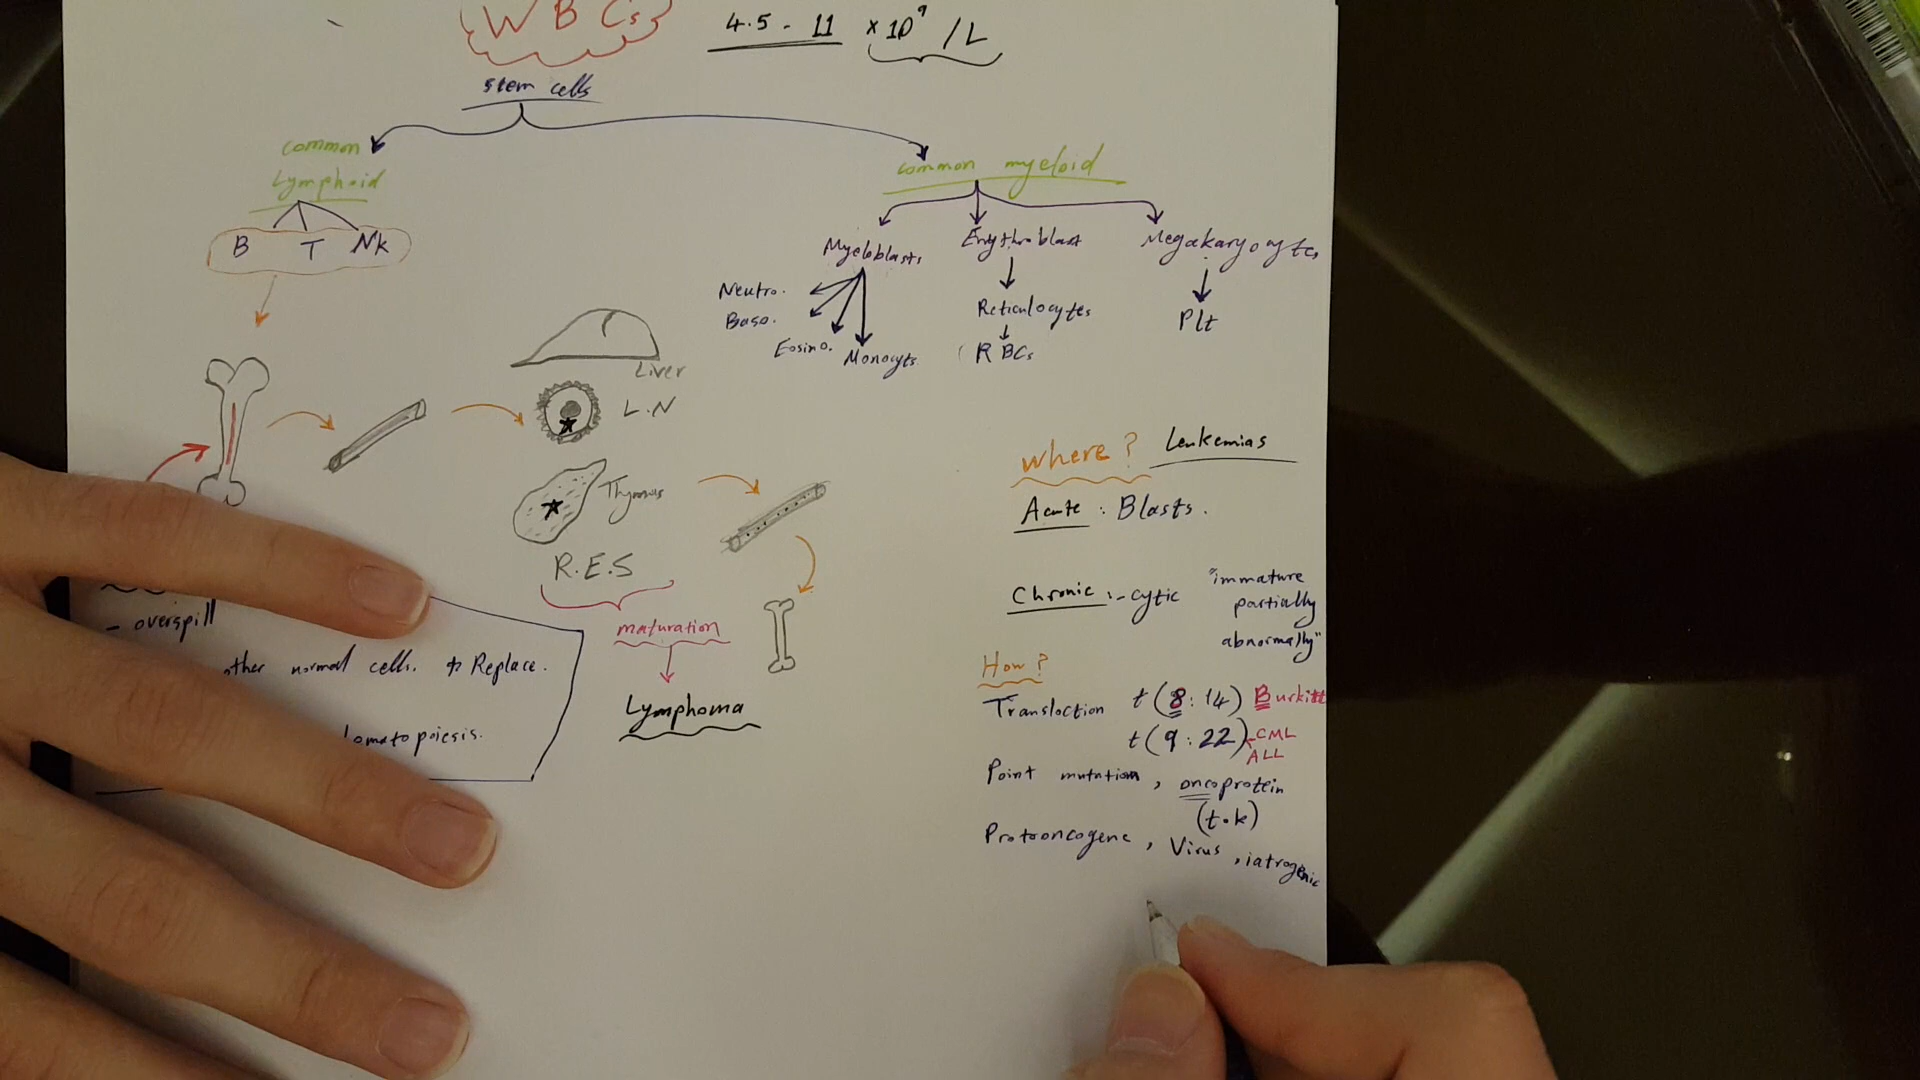 WBCs 4.5 - 11 × 10⁹ / L
stem cells
common
Lymphoid
B T NK
common myeloid
Myeloblasts
Erythroblast
Megakaryocytes
Neutro.
Baso.
Eosino.
Monocyts.
Reticulocytes
RBCs
Plt
Liver
L.N
Thymus
R.E.S
maturation
Lymphoma
- overspill
other normal cells. Replace.
Where? Leukemias
Acute : Blasts.
Chronic :- cytic "immature
partially
abnormally"
How?
Transloction t(8:14) Burkitt
t(9:22) CML
ALL
Point mutation, oncoprotein
(t.k)
Protooncogene, Virus, iatrogenic